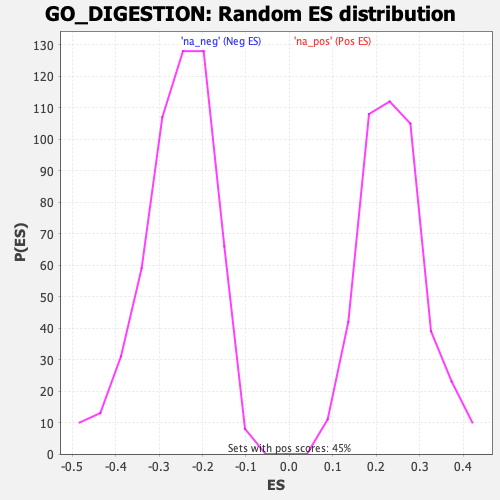 GO_DIGESTION: Random ES distribution
'na_neg' (Neg ES) 'na_pos' (Pos ES)
130
120
110
100
90
80
70
60
50
40
30
20
10
0
P(ES)
Sets with pos scores: 45%
-0.5 -0.4 -0.3 -0.2 -0.1 0.0 0.1 0.2 0.3 0.4
ES